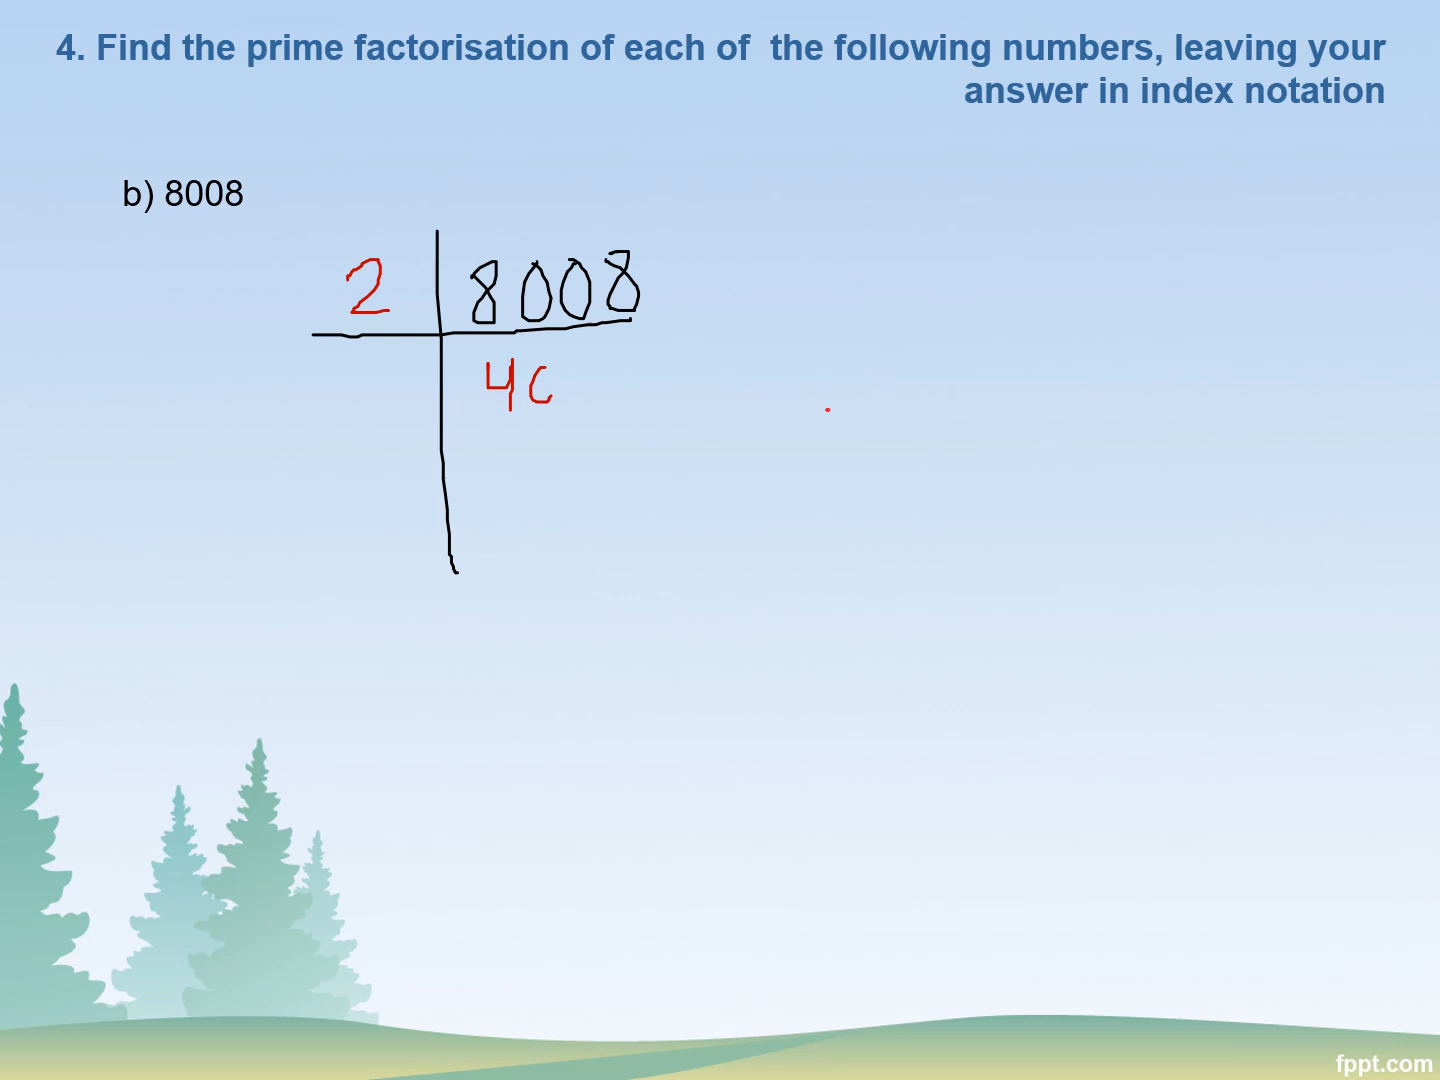 4. Find the prime factorisation of each of  the following numbers, leaving your
answer in index notation
b) 8008
2 8008
40
fppt.com